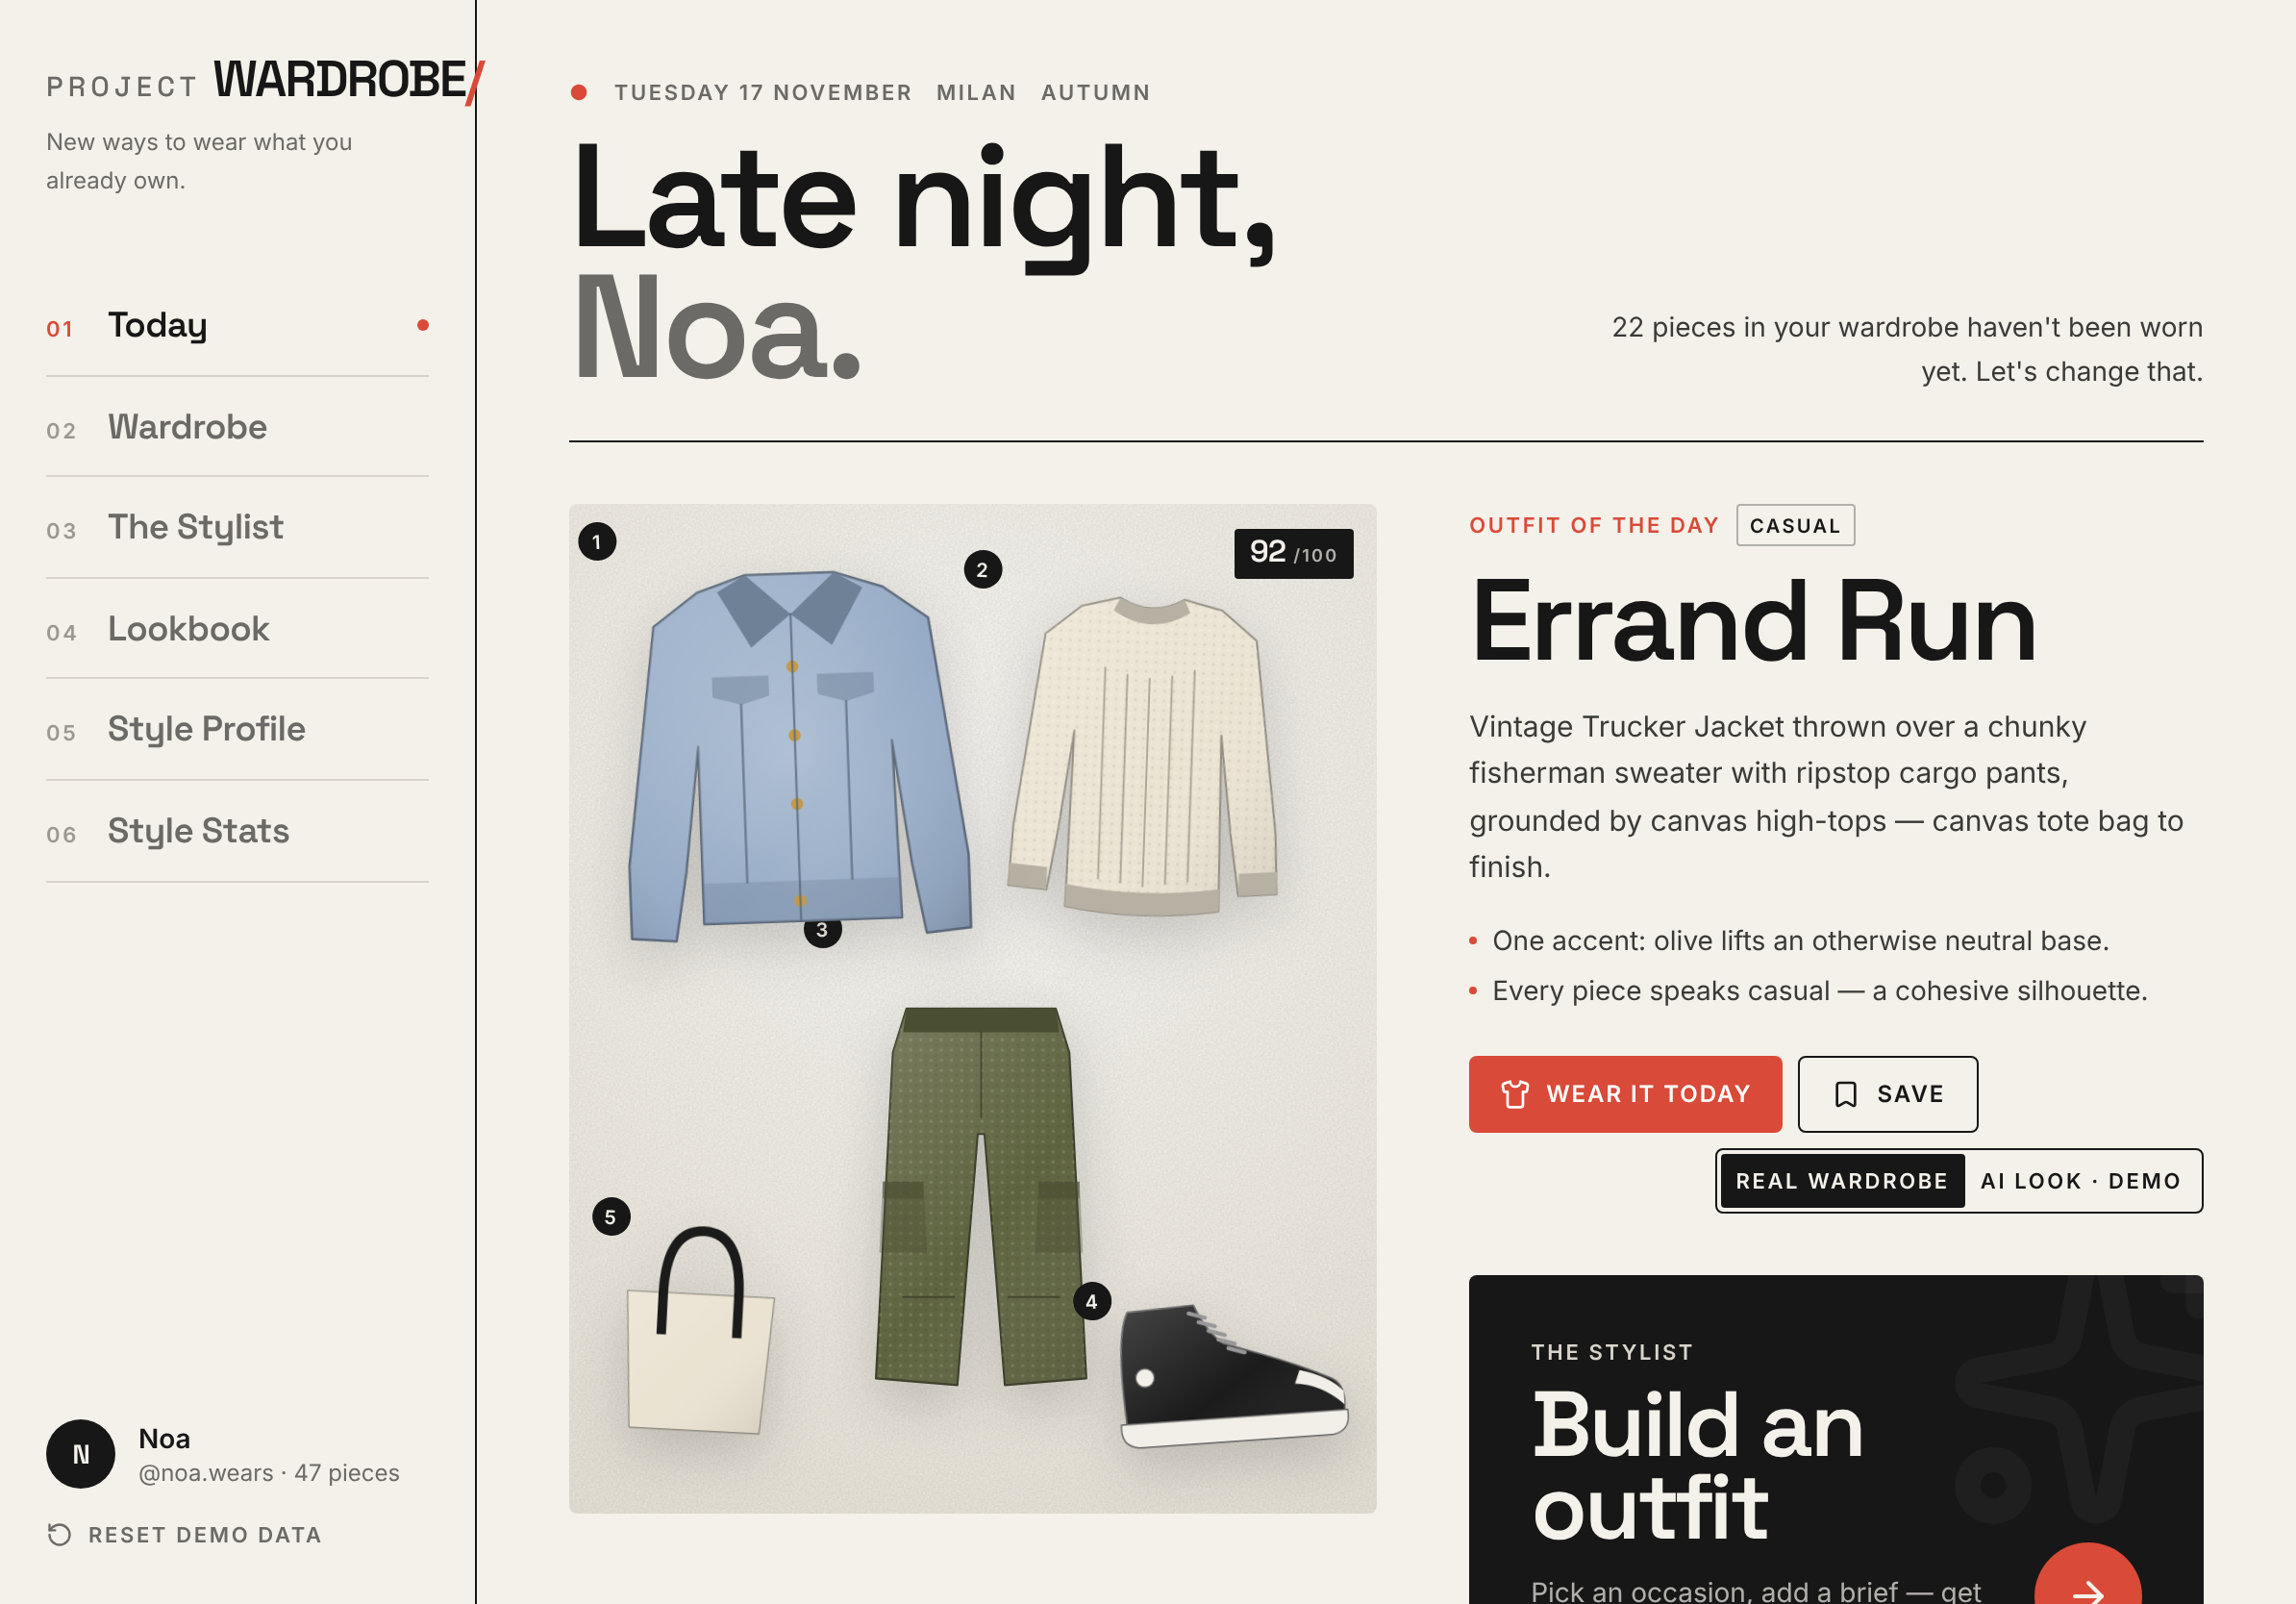 PROJECT WARDROBE/
New ways to wear what you
already own.
01 Today
02 Wardrobe
03 The Stylist
04 Lookbook
05 Style Profile
06 Style Stats
N
Noa
@noa.wears · 47 pieces
RESET DEMO DATA
TUESDAY 17 NOVEMBER MILAN AUTUMN
Late night,
Noa.
22 pieces in your wardrobe haven't been worn
yet. Let's change that.
1
2
92 /100
3
5
4
OUTFIT OF THE DAY CASUAL
Errand Run
Vintage Trucker Jacket thrown over a chunky
fisherman sweater with ripstop cargo pants,
grounded by canvas high-tops — canvas tote bag to
finish.
• One accent: olive lifts an otherwise neutral base.
• Every piece speaks casual — a cohesive silhouette.
WEAR IT TODAY SAVE
REAL WARDROBE AI LOOK · DEMO
THE STYLIST
Build an
outfit
Pick an occasion, add a brief — get